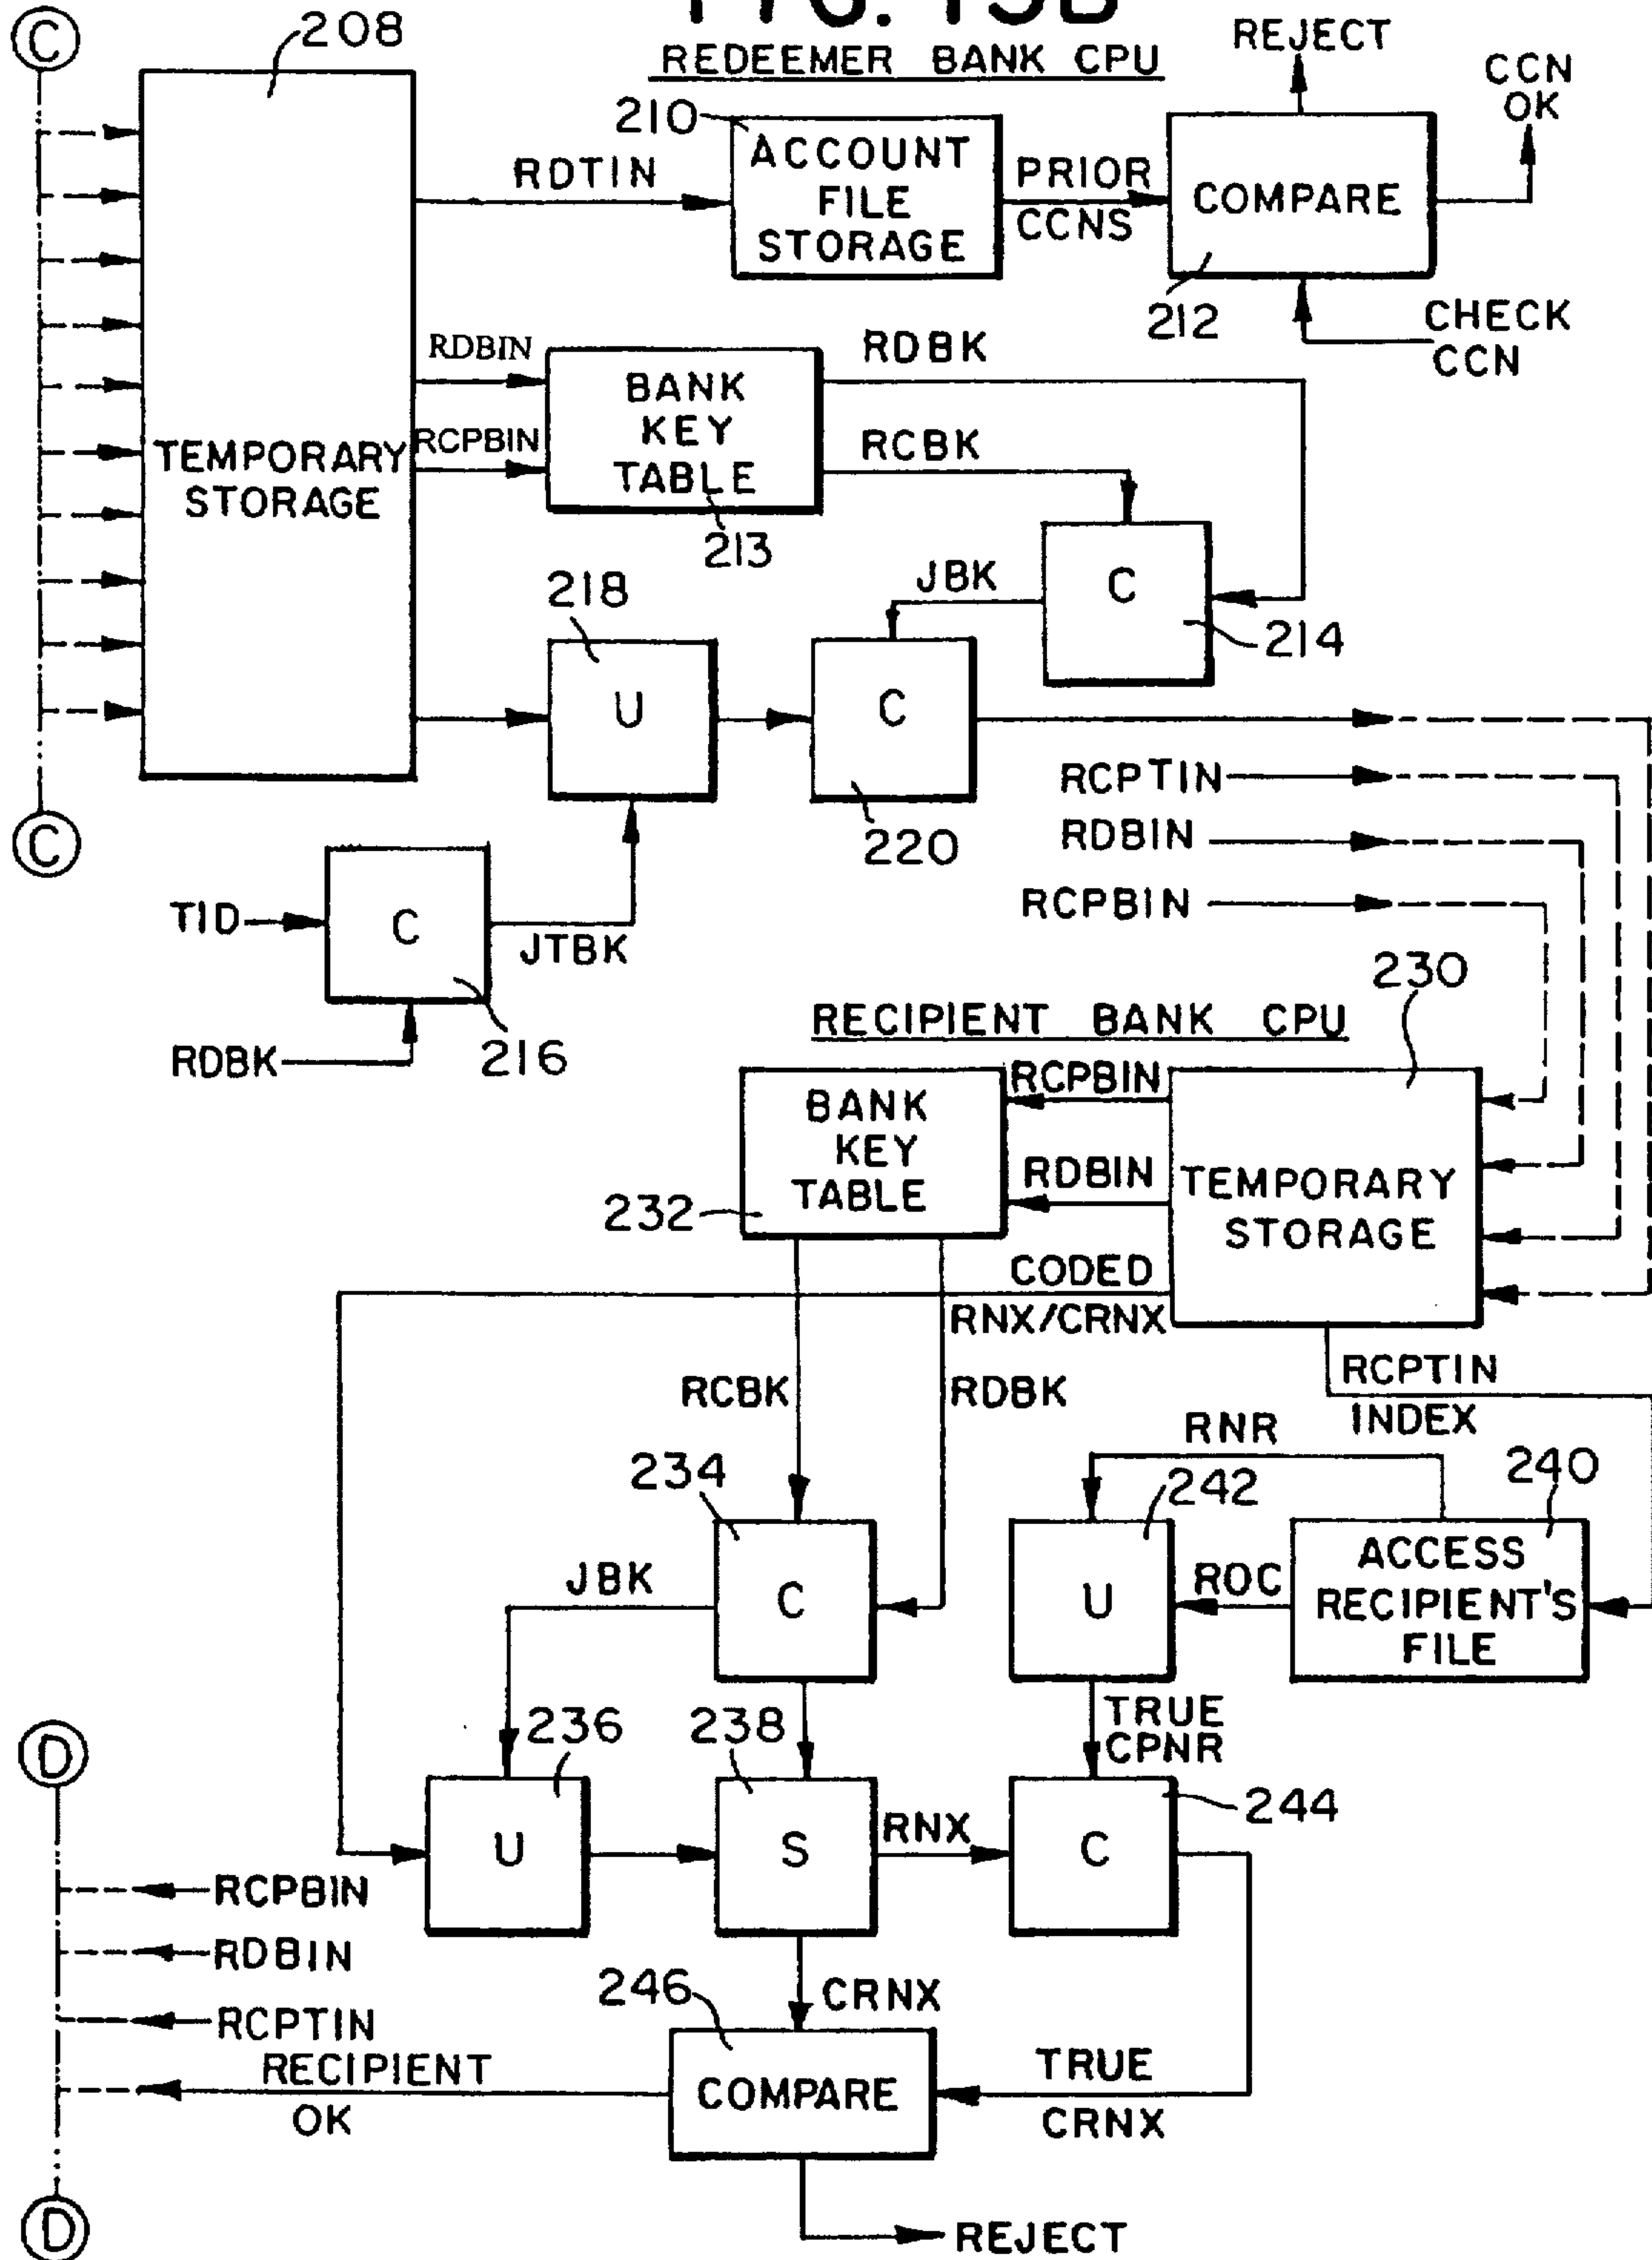 FIG. 13B
REDEEMER BANK CPU
C
208
TEMPORARY
STORAGE
RDTIN
210
ACCOUNT
FILE
STORAGE
PRIOR
CCNS
REJECT
COMPARE
212
CCN
OK
CHECK
CCN
RDBIN
RCPBIN
BANK
KEY
TABLE
213
RDBK
RCBK
C
214
JBK
218
U
C
220
C
TID
C
JTBK
216
RDBK
RCPTIN
RDBIN
RCPBIN
RECIPIENT BANK CPU
230
TEMPORARY
STORAGE
RCPBIN
RDBIN
BANK
KEY
TABLE
232
CODED
RNX/CRNX
RCPTIN
INDEX
RCBK
RDBK
RNR
234
C
242
U
ROC
240
ACCESS
RECIPIENT'S
FILE
JBK
TRUE
CPNR
D
236
U
238
S
RNX
C
244
RCPBIN
RDBIN
RCPTIN
RECIPIENT
OK
246
CRNX
COMPARE
TRUE
CRNX
D
REJECT